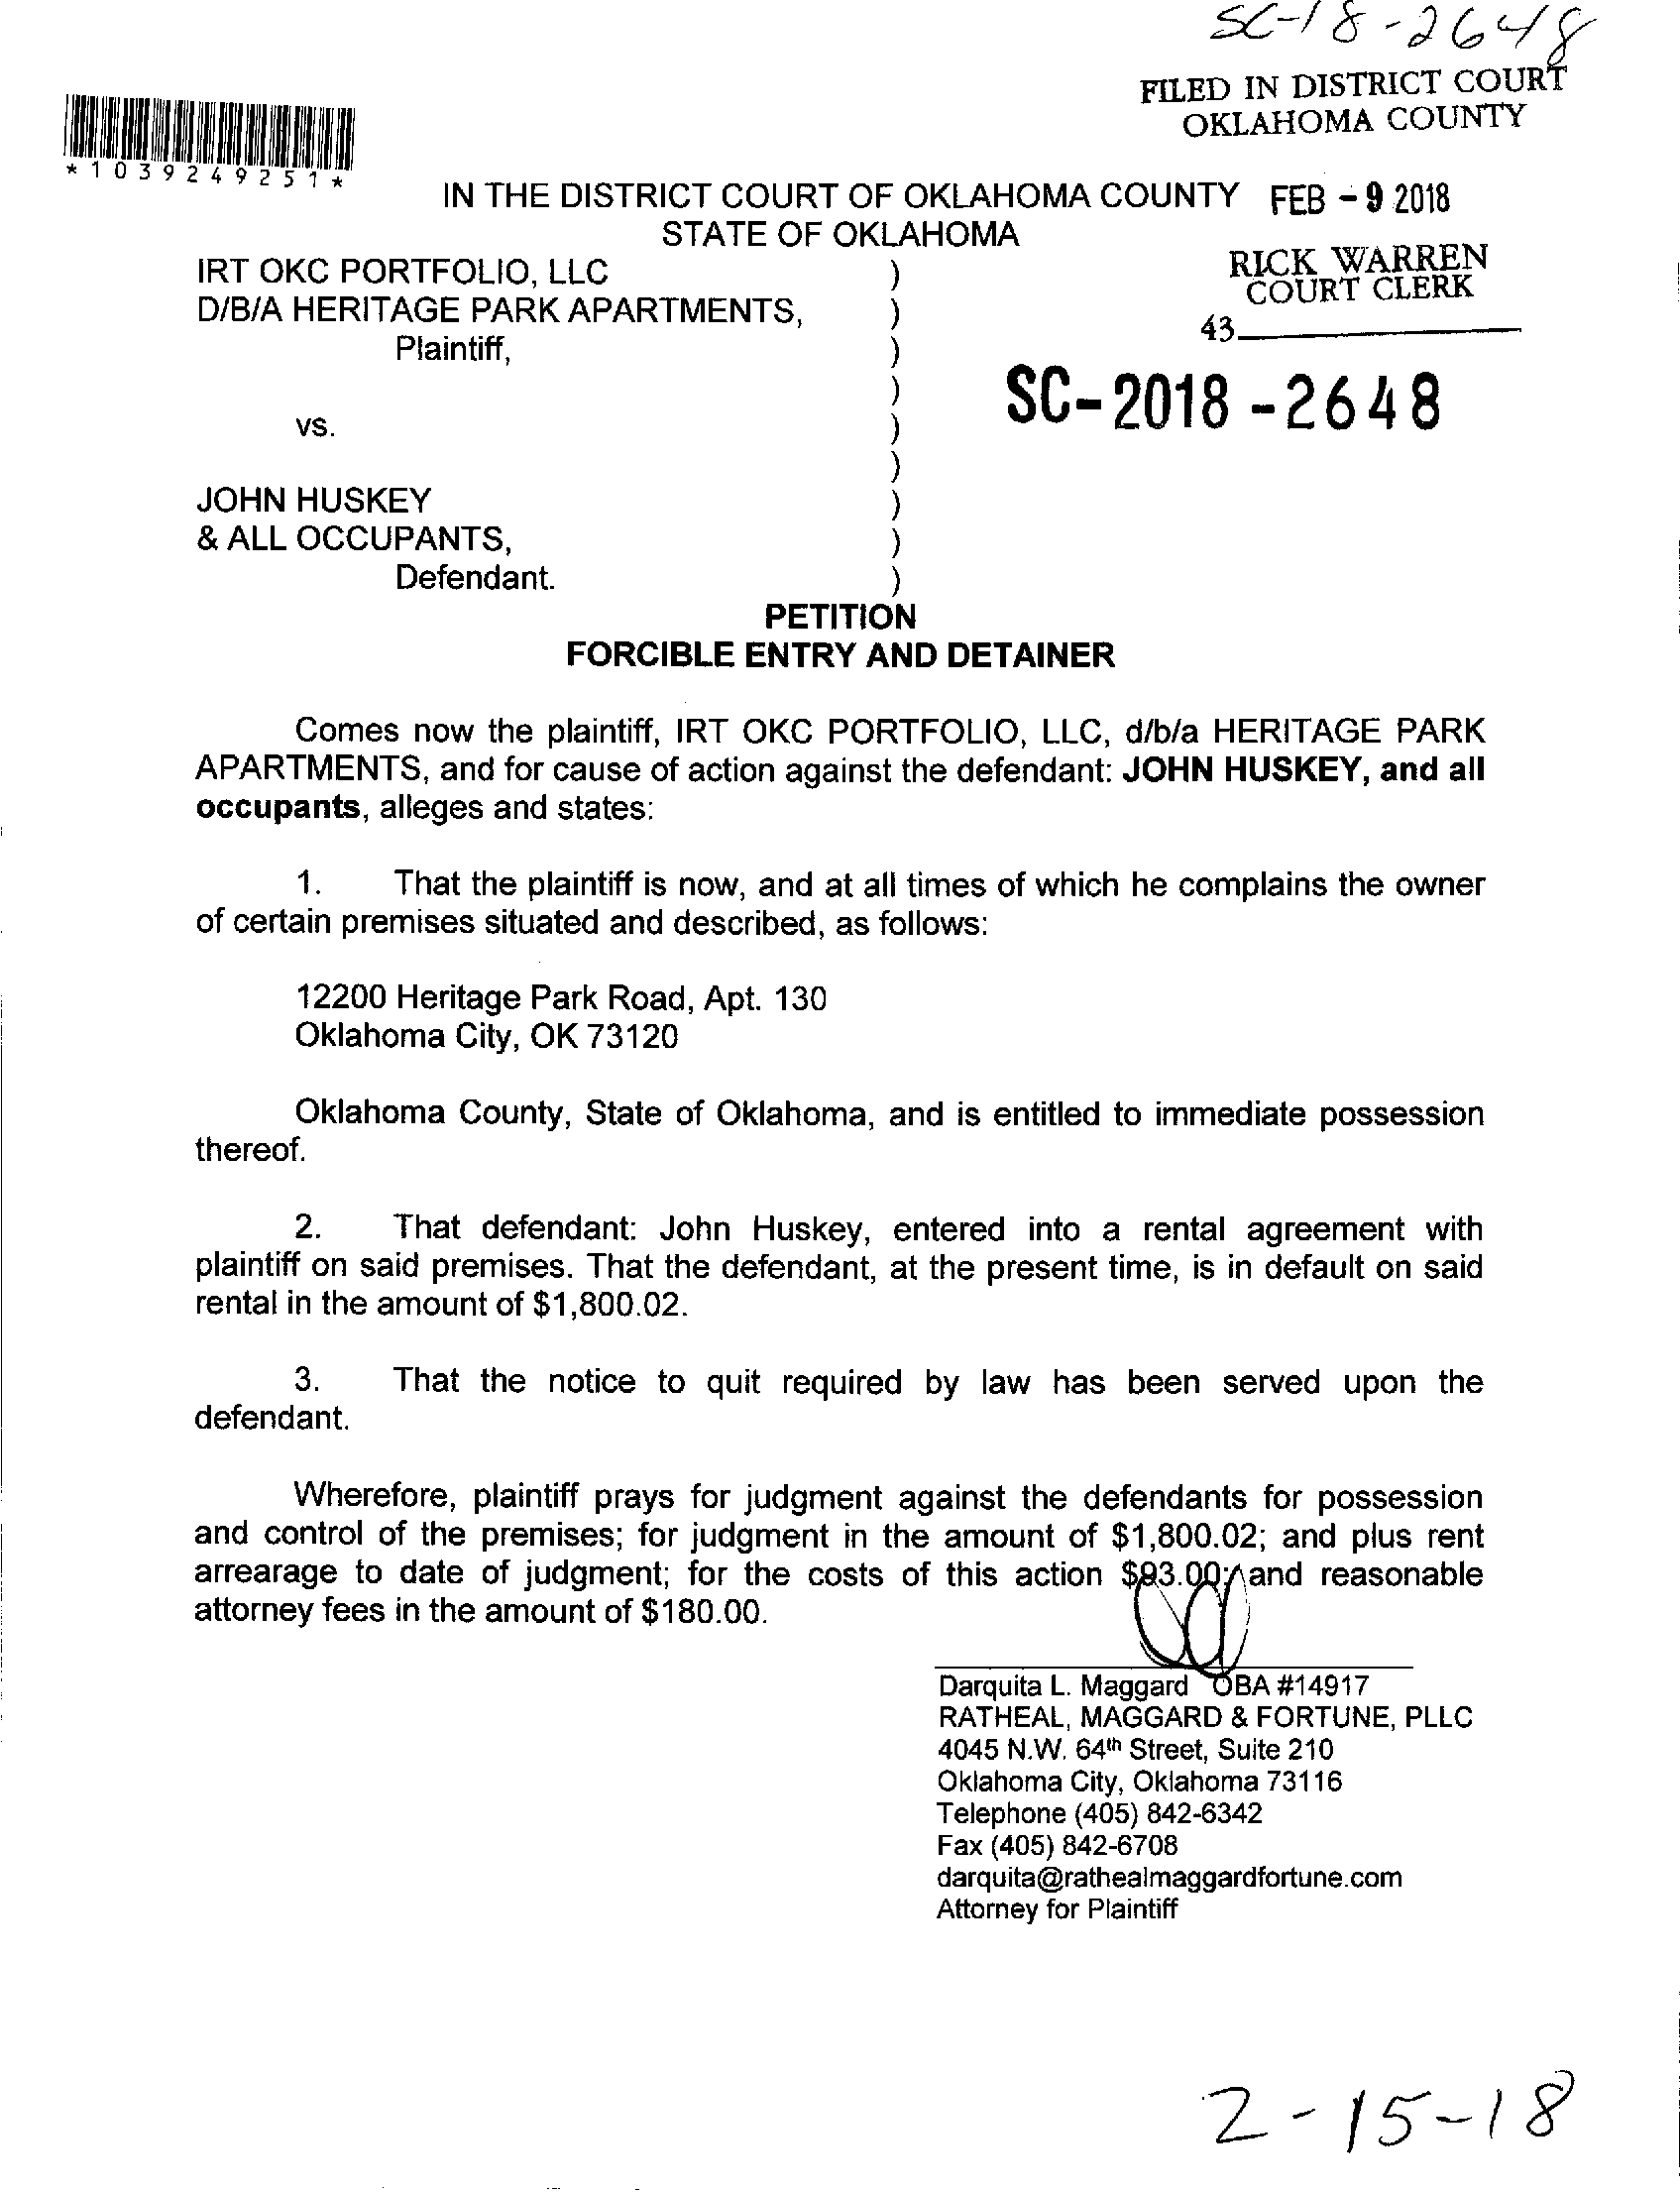 SC-18-2648
FILED IN DISTRICT COURT
OKLAHOMA COUNTY
*1039249251*
IN THE DISTRICT COURT OF OKLAHOMA COUNTY FEB - 9 2018
STATE OF OKLAHOMA
RICK WARREN
COURT CLERK
43
IRT OKC PORTFOLIO, LLC )
D/B/A HERITAGE PARK APARTMENTS, )
Plaintiff, )
)
SC-2018-2648
vs. )
)
JOHN HUSKEY )
& ALL OCCUPANTS, )
Defendant. )
PETITION
FORCIBLE ENTRY AND DETAINER
Comes now the plaintiff, IRT OKC PORTFOLIO, LLC, d/b/a HERITAGE PARK
APARTMENTS, and for cause of action against the defendant: JOHN HUSKEY, and all
occupants, alleges and states:
1. That the plaintiff is now, and at all times of which he complains the owner
of certain premises situated and described, as follows:
12200 Heritage Park Road, Apt. 130
Oklahoma City, OK 73120
Oklahoma County, State of Oklahoma, and is entitled to immediate possession
thereof.
2. That defendant: John Huskey, entered into a rental agreement with
plaintiff on said premises. That the defendant, at the present time, is in default on said
rental in the amount of $1,800.02.
3. That the notice to quit required by law has been served upon the
defendant.
Wherefore, plaintiff prays for judgment against the defendants for possession
and control of the premises; for judgment in the amount of $1,800.02; and plus rent
arrearage to date of judgment; for the costs of this action $93.00; and reasonable
attorney fees in the amount of $180.00.
Darquita L. Maggard OBA #14917
RATHEAL, MAGGARD & FORTUNE, PLLC
4045 N.W. 64th Street, Suite 210
Oklahoma City, Oklahoma 73116
Telephone (405) 842-6342
Fax (405) 842-6708
darquita@rathealmaggardfortune.com
Attorney for Plaintiff
2-15-18